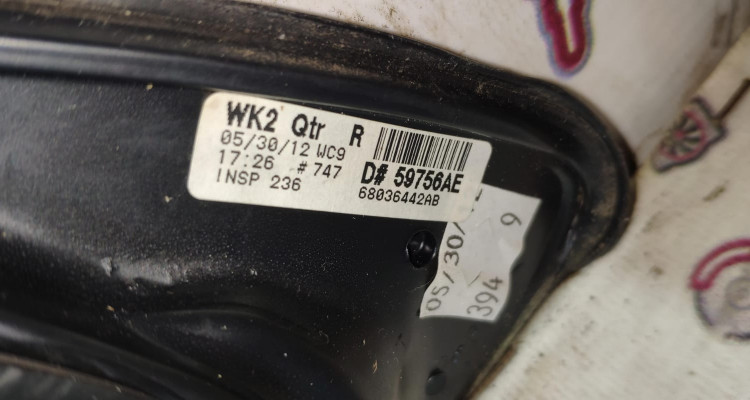 WK2 Qtr R
05/30/12 WC9
17:26 #747
INSP 236
D# 59756AE
68036442AB
05/30/
394 9